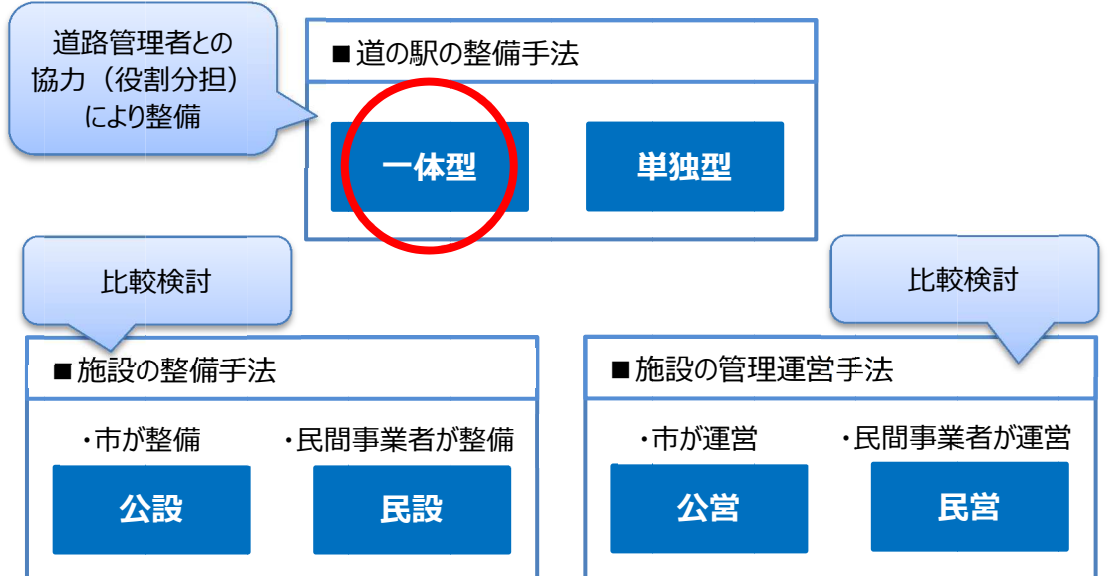 道路管理者との
協力（役割分担）
により整備
■道の駅の整備手法
一体型
単独型
比較検討
比較検討
■施設の整備手法
・市が整備
・民間事業者が整備
公設
民設
■施設の管理運営手法
・市が運営
・民間事業者が運営
公営
民営